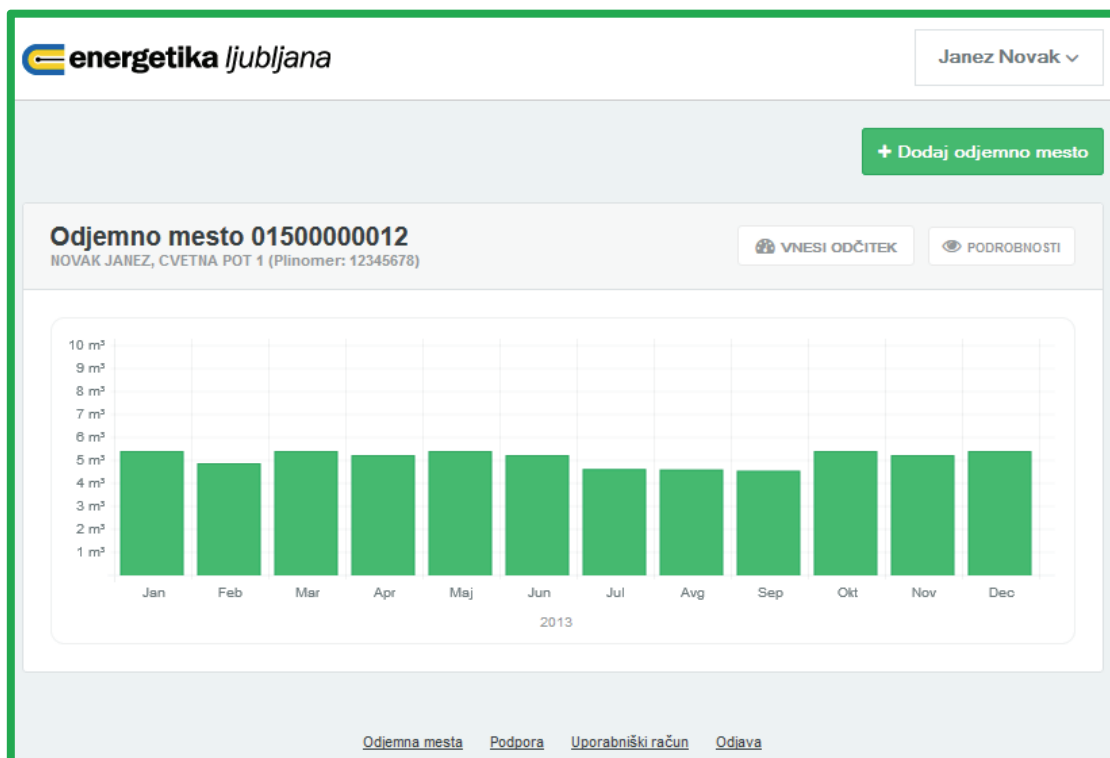 energetika ljubljana
Janez Novak
+ Dodaj odjemno mesto
Odjemno mesto 01500000012
NOVAK JANEZ, CVETNA POT 1 (Plinomer: 12345678)
VNESI ODČITEK
PODROBNOSTI
10 m³
9 m³
8 m³
7 m³
6 m³
5 m³
4 m³
3 m³
2 m³
1 m³
Jan Feb Mar Apr Maj Jun Jul Avg Sep Okt Nov Dec
2013
Odjemna mesta Podpora Uporabniški račun Odjava